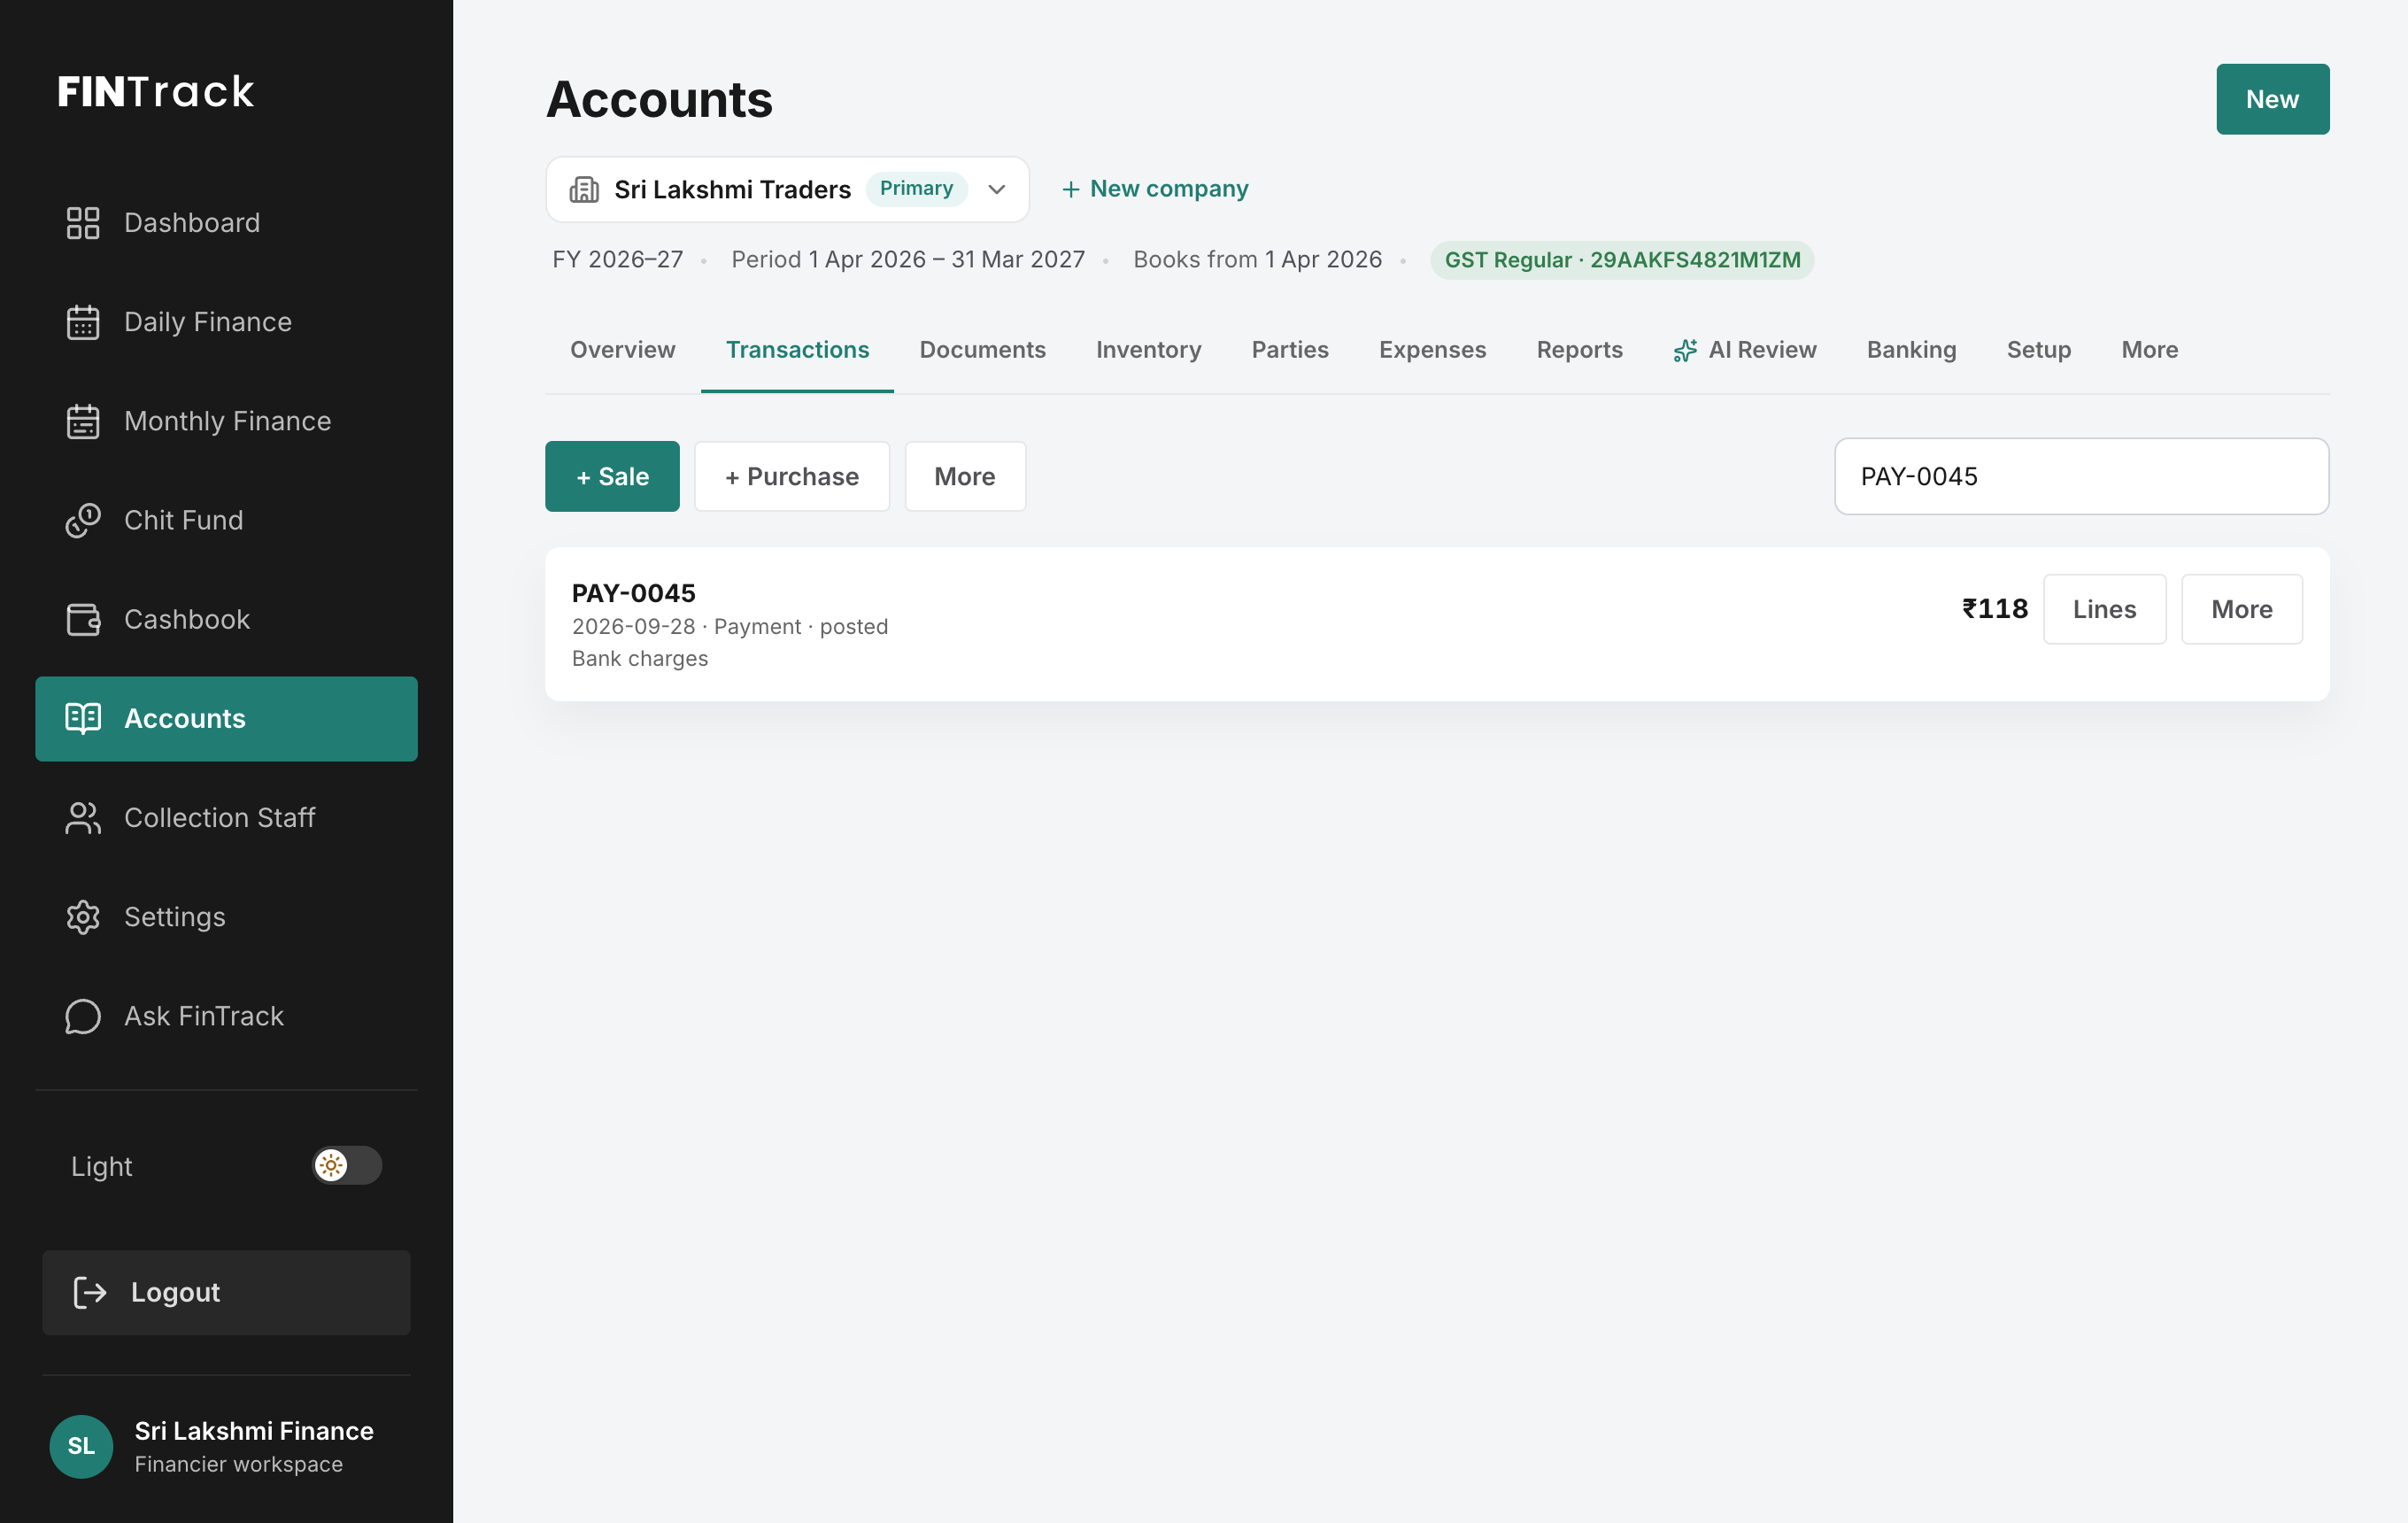 FINTrack
Dashboard
Daily Finance
Monthly Finance
Chit Fund
Cashbook
Accounts
Collection Staff
Settings
Ask FinTrack
Light
Logout
SL
Sri Lakshmi Finance
Financier workspace
Accounts
New
Sri Lakshmi Traders Primary
+ New company
FY 2026–27 • Period 1 Apr 2026 – 31 Mar 2027 • Books from 1 Apr 2026 • GST Regular · 29AAKFS4821M1ZM
Overview Transactions Documents Inventory Parties Expenses Reports AI Review Banking Setup More
+ Sale + Purchase More PAY-0045
PAY-0045
2026-09-28 · Payment · posted
Bank charges
₹118 Lines More